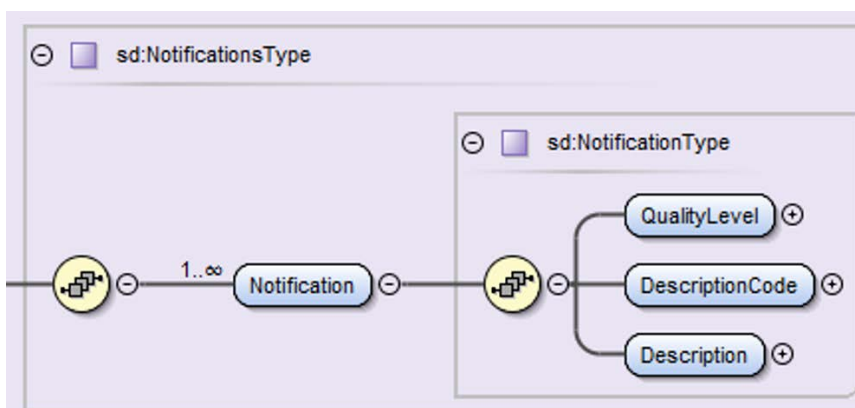 sd:NotificationsType
sd:NotificationType
QualityLevel
1..∞
Notification
DescriptionCode
Description